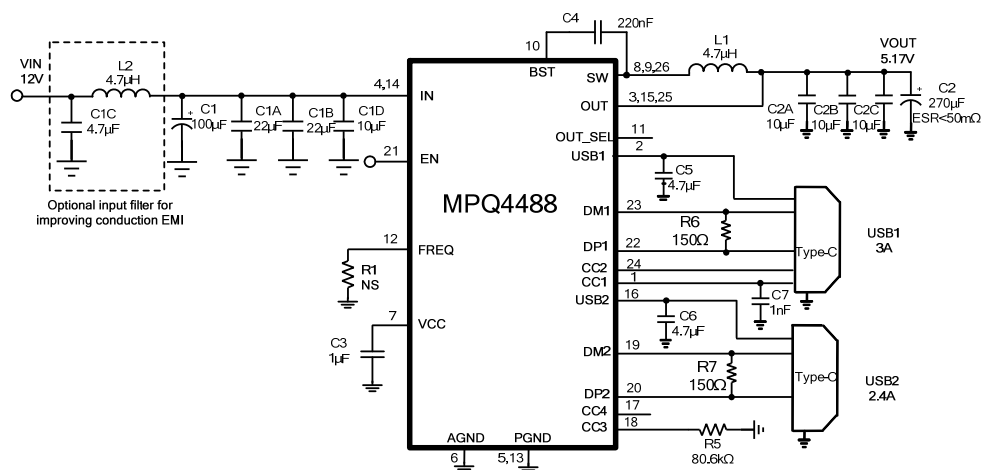 C4
220nF
10
BST
L1
4.7µH
VOUT
5.17V
VIN
12V
L2
4.7µH
SW
8,9,26
4,14
IN
OUT
3,15,25
C1C
4.7µF
C1
100µF
C1A
22µF
C1B
22µF
C1D
10µF
C2A
10µF
C2B
10µF
C2C
10µF
C2
270µF
ESR<50mΩ
OUT_SEL
11
21
EN
USB1
2
C5
4.7µF
Optional input filter for
improving conduction EMI
MPQ4488
DM1
23
R6
150Ω
Type-C
USB1
3A
12
FREQ
DP1
22
R1
NS
CC2
24
CC1
1
C7
1nF
USB2
16
7
VCC
C6
4.7µF
C3
1µF
DM2
19
R7
150Ω
Type-C
USB2
2.4A
DP2
20
CC4
17
CC3
18
R5
80.6kΩ
AGND
PGND
6
5,13